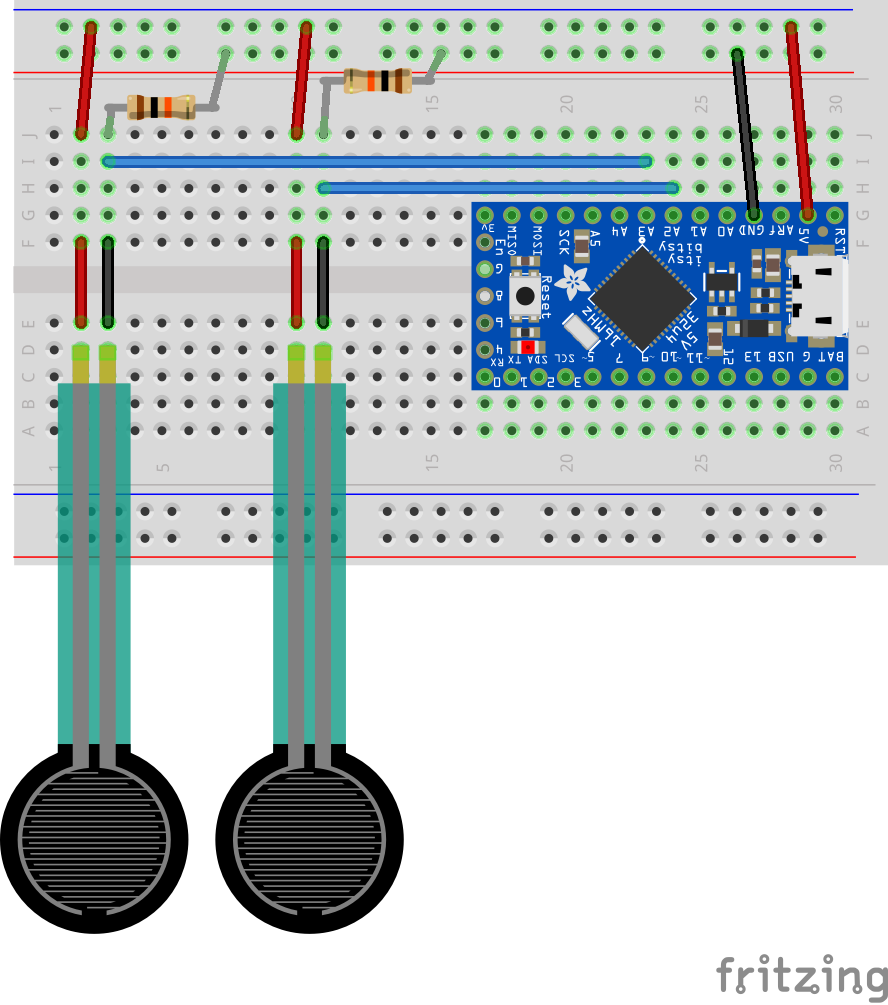 1
15
20
25
30
J
J
I
I
H
H
G
G
F
F
3v MISO MOSI SCK A5 A4 A3 A2 A1 A0 GND ARf 5V RST
En
G
B
6
4
Reset
itsy
bitsy
16MHz
32u4
5V
RX TX SDA SCL ~5 7 ~9 ~10 ~11 12 13 USB G BAT
0 1 2 3
E
E
D
D
C
C
B
B
A
A
1
5
15
20
25
30
fritzing